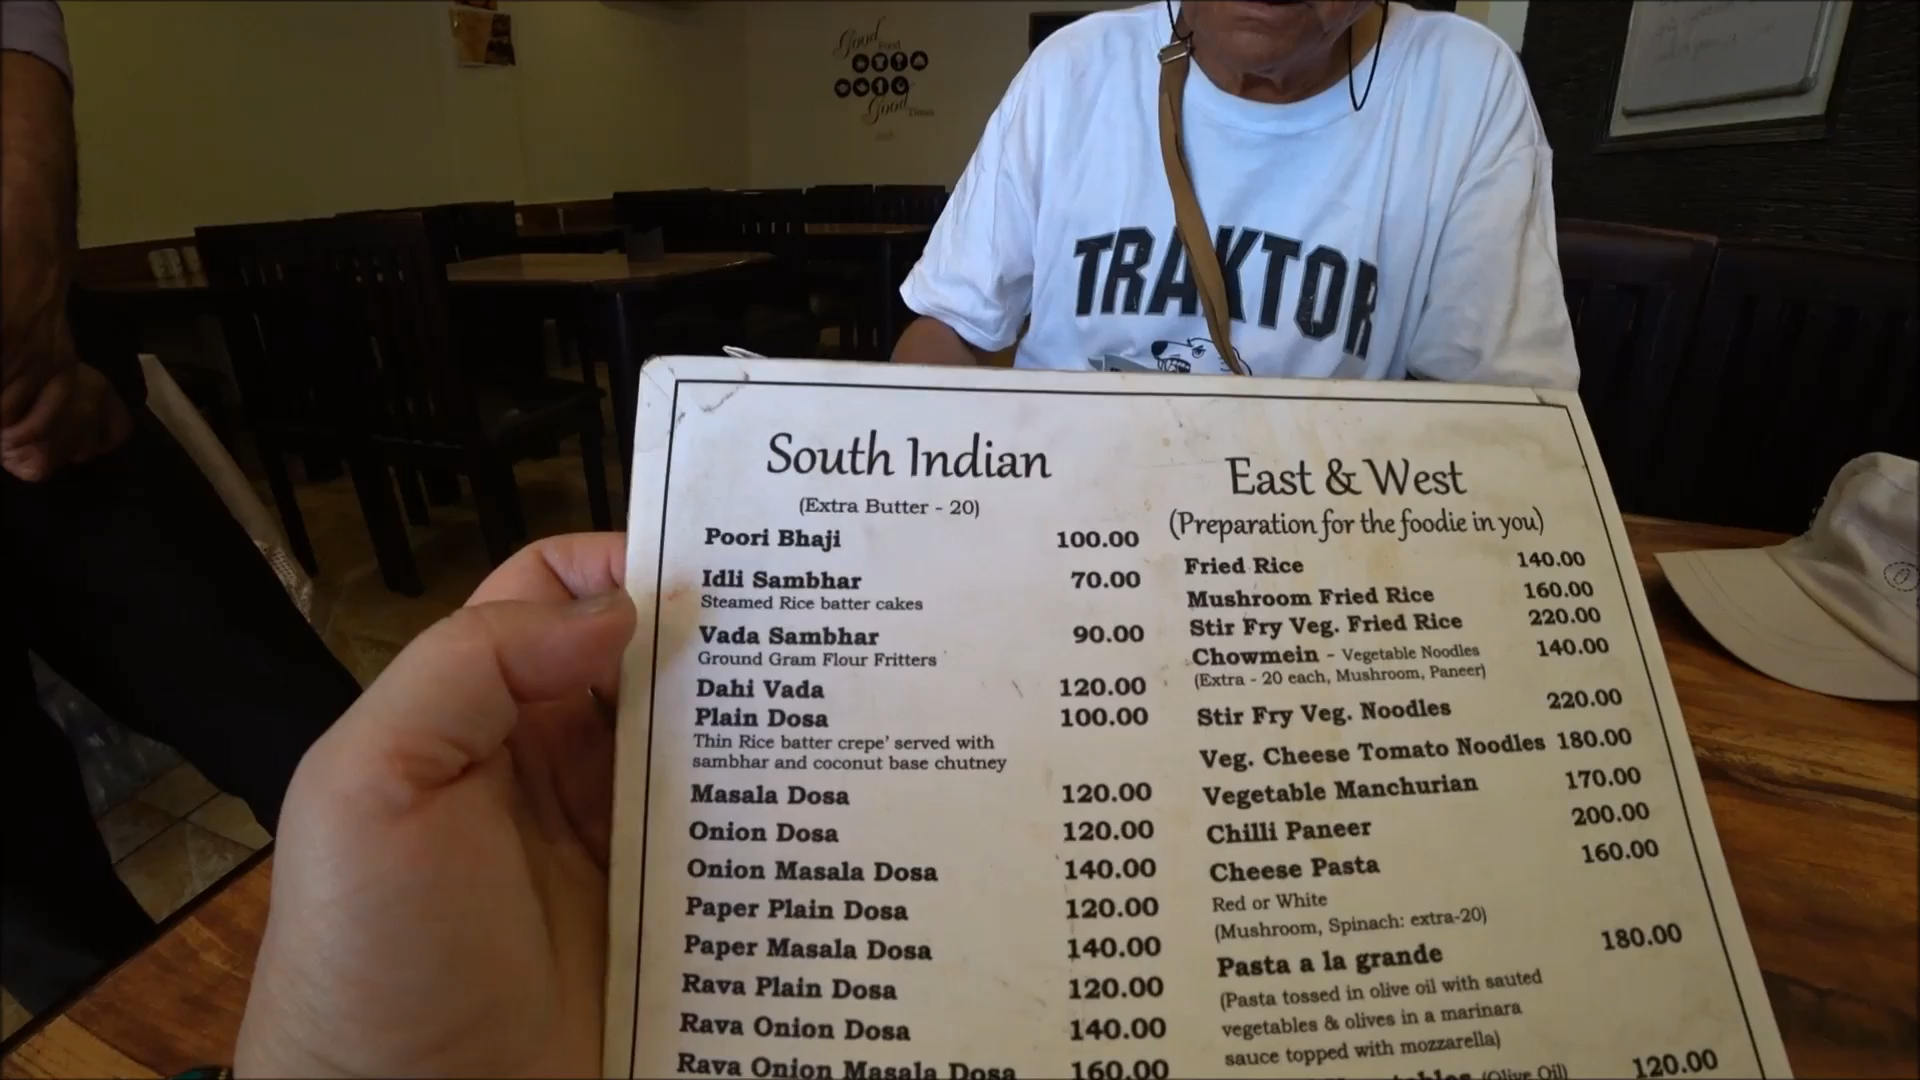 Good
Food
Good
Times
TRAKTOR
South Indian
(Extra Butter - 20)
Poori Bhaji 100.00
Idli Sambhar 70.00
Steamed Rice batter cakes
Vada Sambhar 90.00
Ground Gram Flour Fritters
Dahi Vada 120.00
Plain Dosa 100.00
Thin Rice batter crepe' served with
sambhar and coconut base chutney
Masala Dosa 120.00
Onion Dosa 120.00
Onion Masala Dosa 140.00
Paper Plain Dosa 120.00
Paper Masala Dosa 140.00
Rava Plain Dosa 120.00
Rava Onion Dosa 140.00
Rava Onion Masala Dosa 160.00
East & West
(Preparation for the foodie in you)
Fried Rice 140.00
Mushroom Fried Rice 160.00
Stir Fry Veg. Fried Rice 220.00
Chowmein - Vegetable Noodles 140.00
(Extra - 20 each, Mushroom, Paneer)
Stir Fry Veg. Noodles 220.00
Veg. Cheese Tomato Noodles 180.00
Vegetable Manchurian 170.00
Chilli Paneer 200.00
Cheese Pasta 160.00
Red or White
(Mushroom, Spinach: extra-20)
Pasta a la grande 180.00
(Pasta tossed in olive oil with sauted
vegetables & olives in a marinara
sauce topped with mozzarella)
(Olive Oil) 120.00